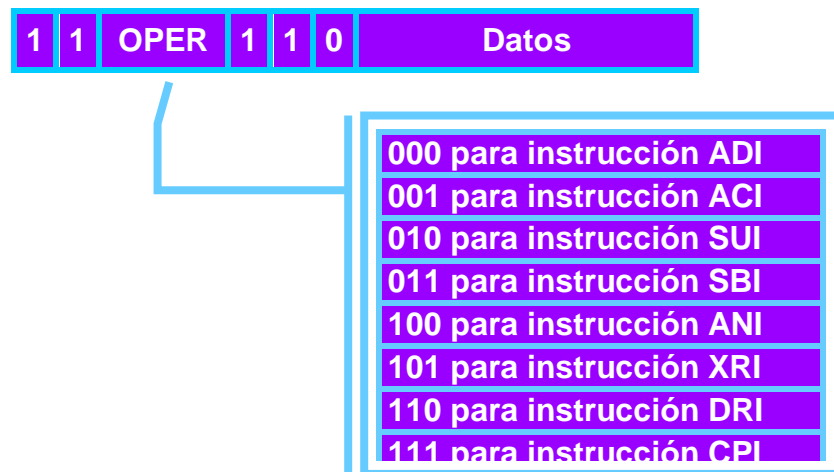 1 1 OPER 1 1 0 Datos
000 para instrucción ADI
001 para instrucción ACI
010 para instrucción SUI
011 para instrucción SBI
100 para instrucción ANI
101 para instrucción XRI
110 para instrucción DRI
111 para instrucción CPI